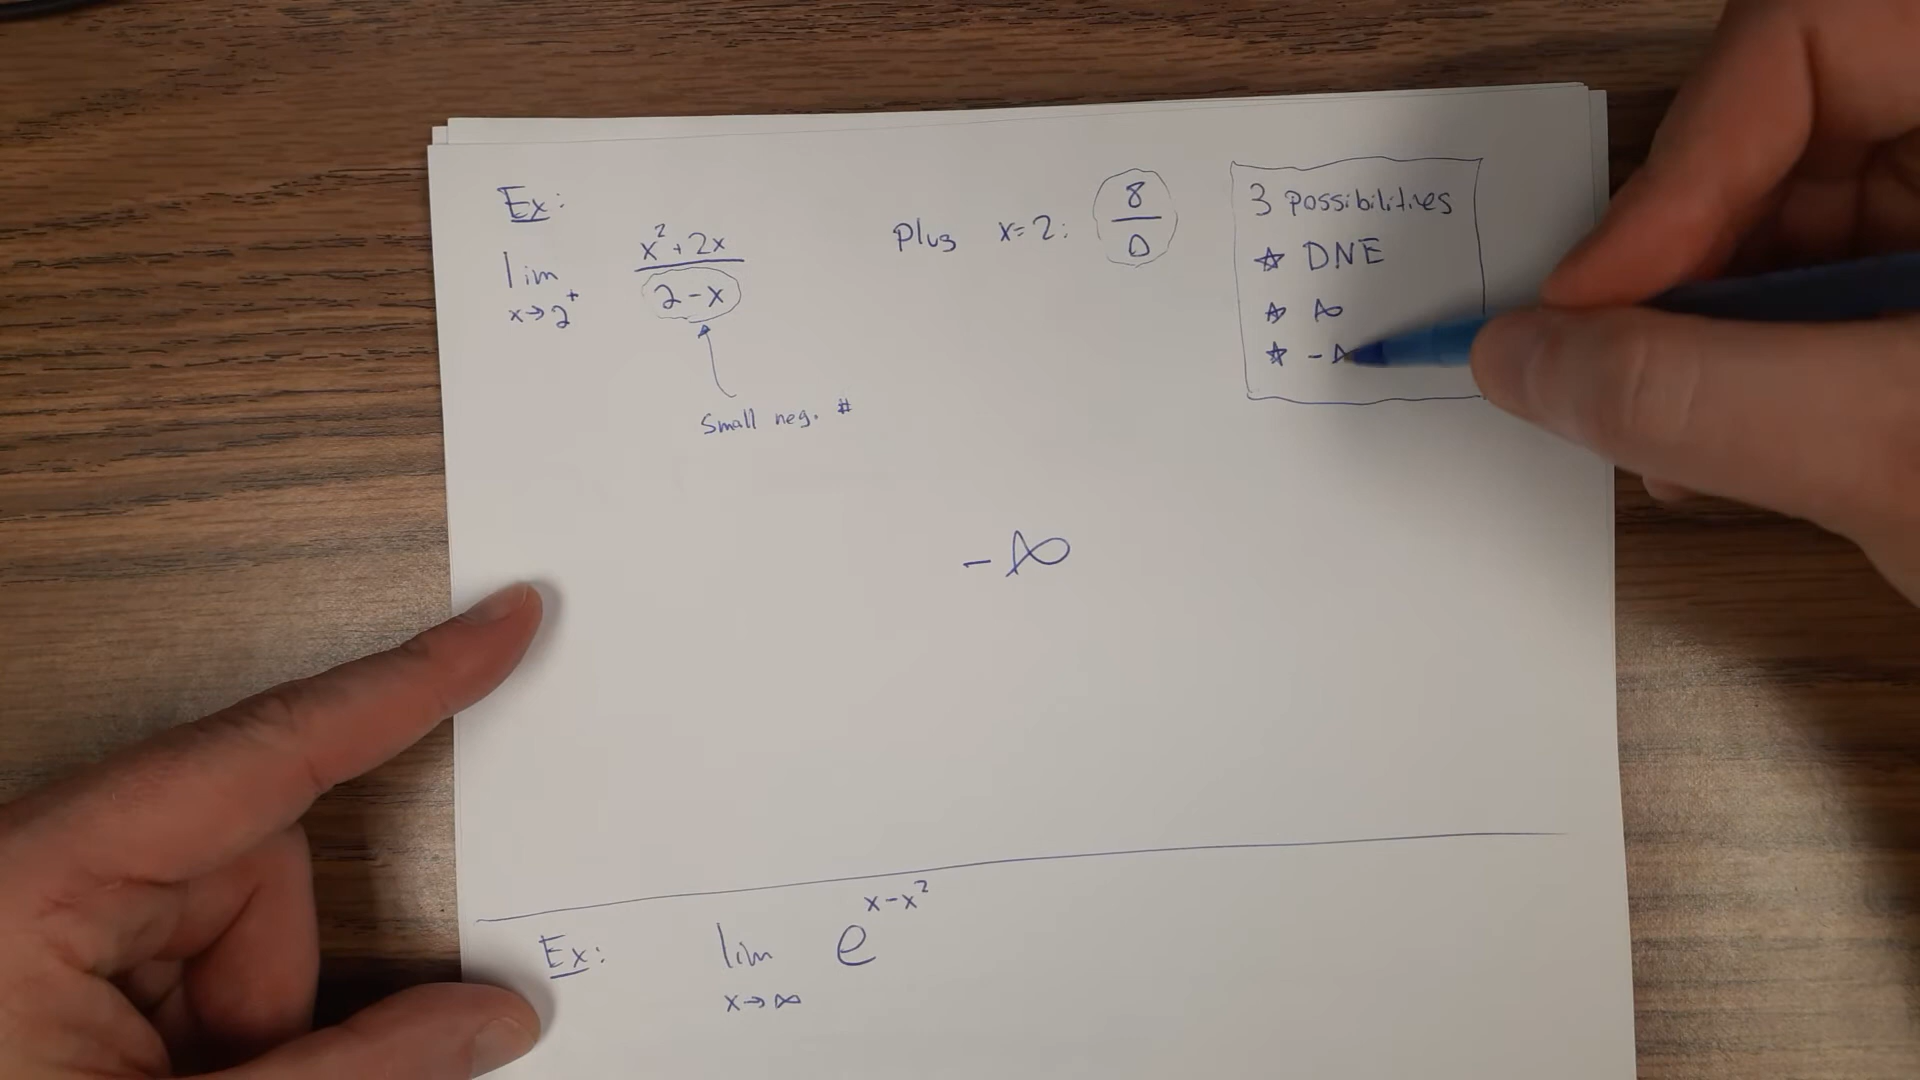 Ex:
lim x→2⁺ x²+2x / 2-x
Plug x=2: 8/0
3 possibilities
☆ DNE
☆ ∞
☆ -∞
Small neg. #
-∞
Ex: lim x→∞ e^(x-x²)